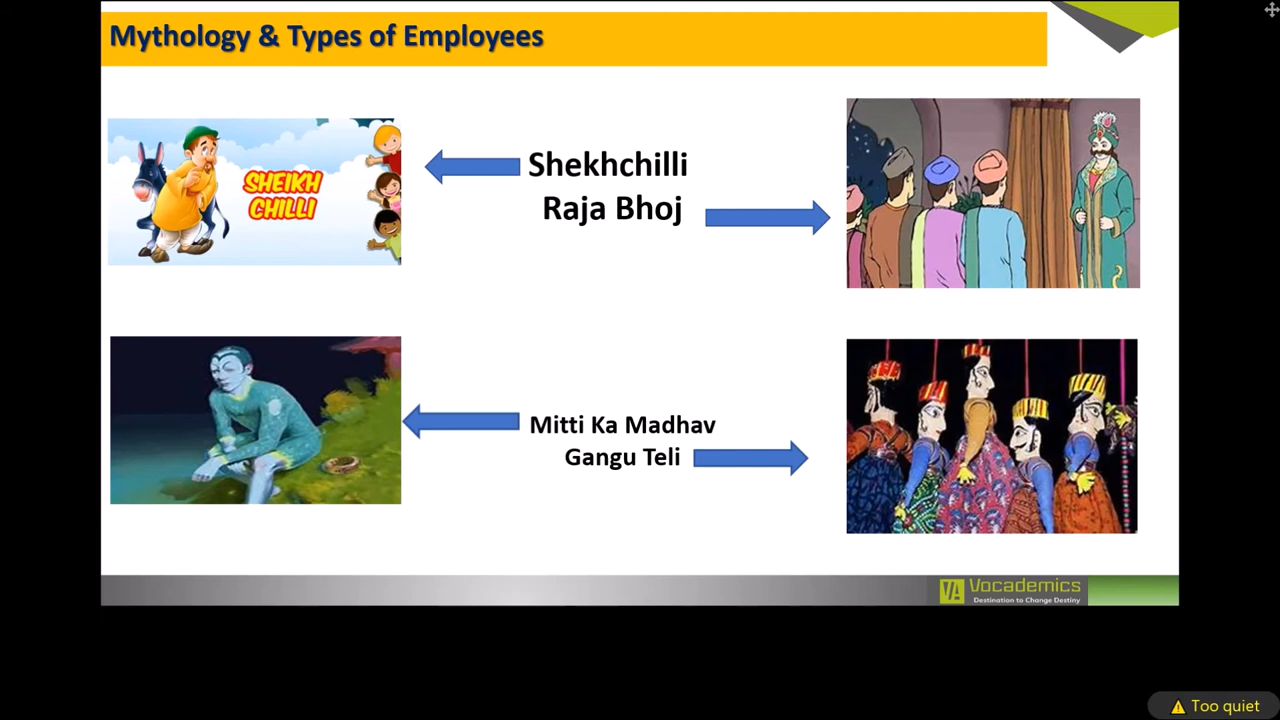 Mythology & Types of Employees
SHEIKH
CHILLI
Shekhchilli
Raja Bhoj
Mitti Ka Madhav
Gangu Teli
VA Vocademics
Destination to Change Destiny
Too quiet